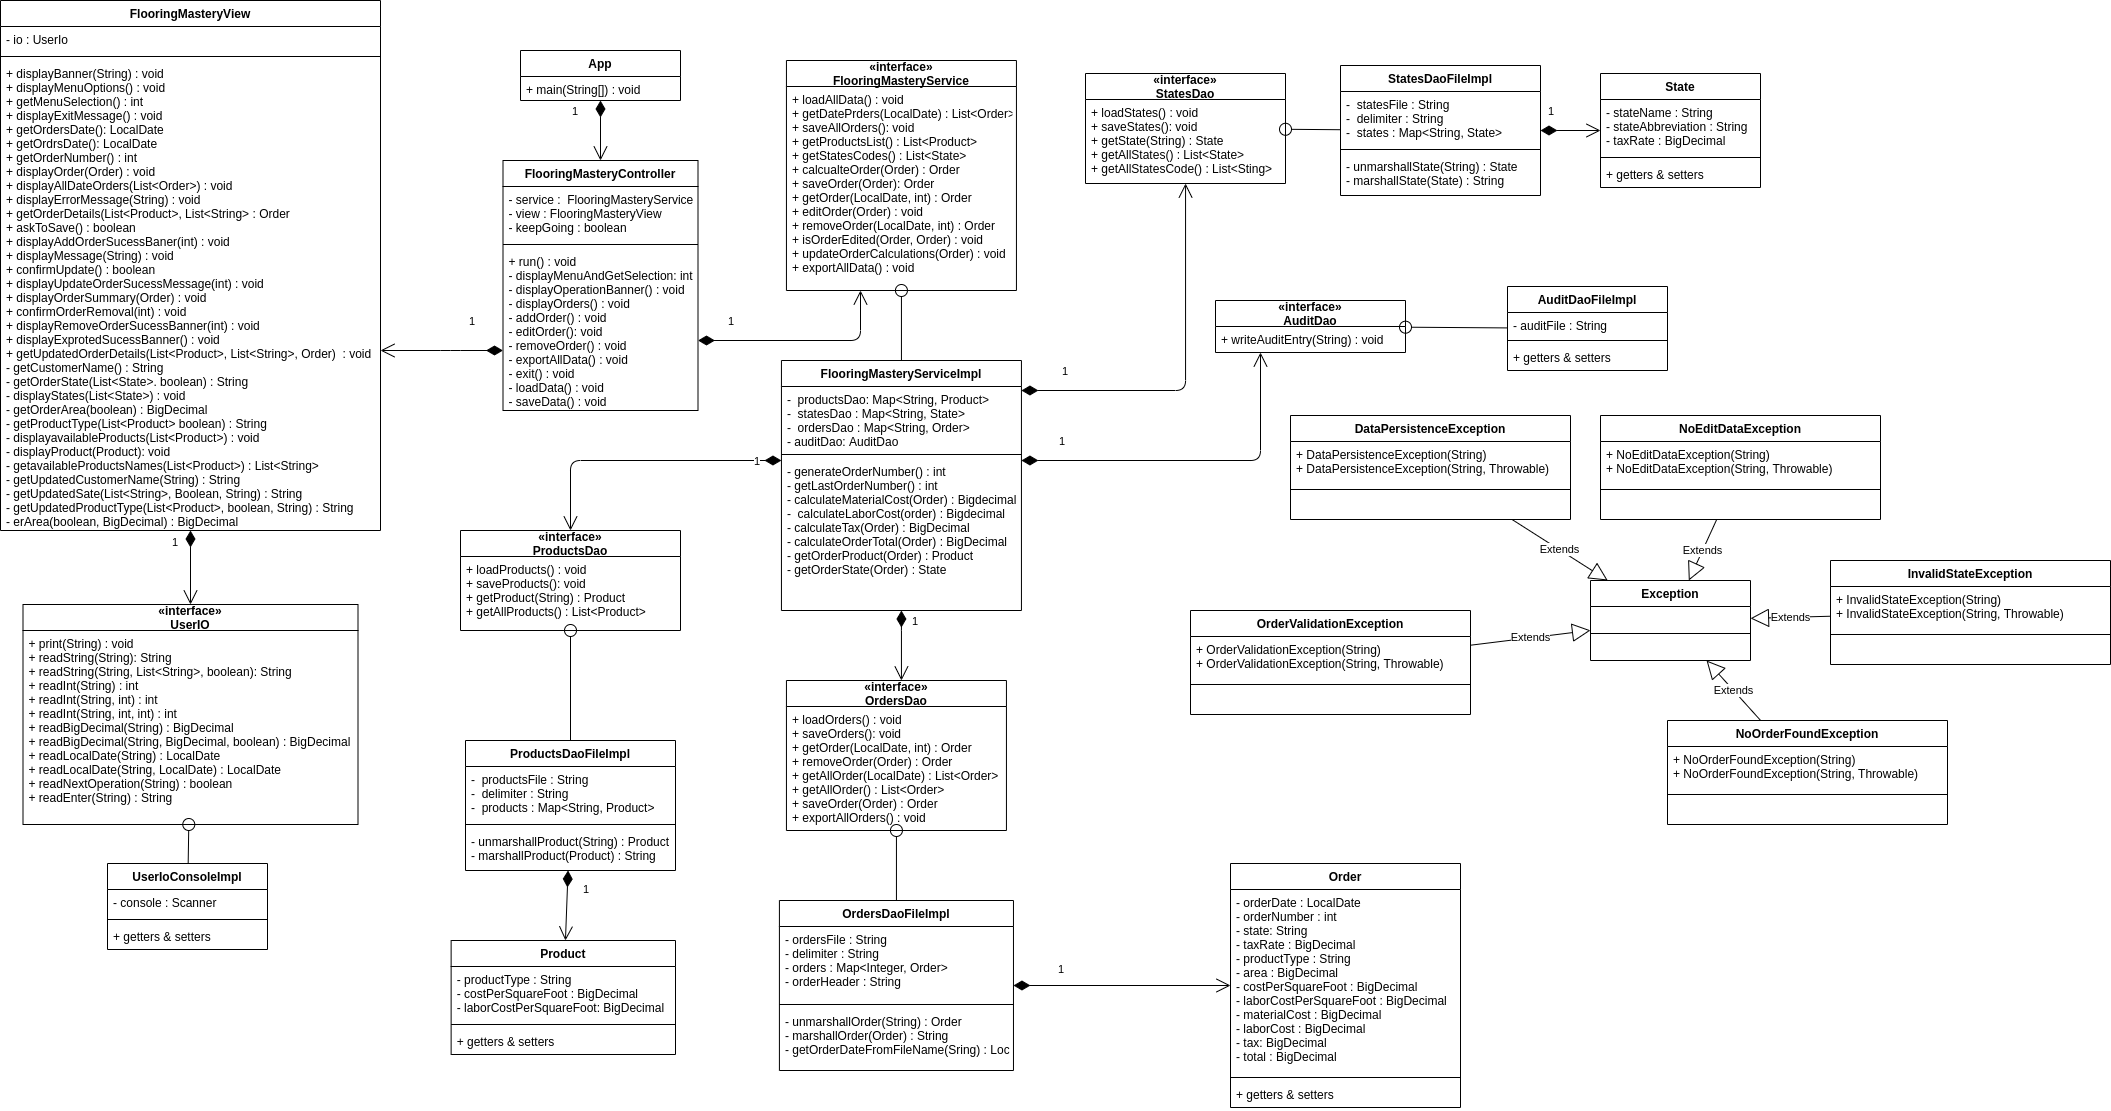 FlooringMasteryView
- io : UserIo
+ displayBanner(String) : void
+ displayMenuOptions() : void
+ getMenuSelection() : int
+ displayExitMessage() : void
+ getOrdersDate(): LocalDate
+ getOrdrsDate(): LocalDate
+ getOrderNumber() : int
+ displayOrder(Order) : void
+ displayAllDateOrders(List<Order>) : void
+ displayErrorMessage(String) : void
+ getOrderDetails(List<Product>, List<String> : Order
+ askToSave() : boolean
+ displayAddOrderSucessBaner(int) : void
+ displayMessage(String) : void
+ confirmUpdate() : boolean
+ displayUpdateOrderSucessMessage(int) : void
+ displayOrderSummary(Order) : void
+ confirmOrderRemoval(int) : void
+ displayRemoveOrderSucessBanner(int) : void
+ displayExprotedSucessBanner() : void
+ getUpdatedOrderDetails(List<Product>, List<String>, Order)  : void
- getCustomerName() : String
- getOrderState(List<State>. boolean) : String
- displayStates(List<State>) : void
- getOrderArea(boolean) : BigDecimal
- getProductType(List<Product> boolean) : String
- displayavailableProducts(List<Product>) : void
- displayProduct(Product): void
- getavailableProductsNames(List<Product>) : List<String>
- getUpdatedCustomerName(String) : String
- getUpdatedSate(List<String>, Boolean, String) : String
- getUpdatedProductType(List<Product>, boolean, String) : String
- erArea(boolean, BigDecimal) : BigDecimal
1
«interface»
UserIO
+ print(String) : void
+ readString(String): String
+ readString(String, List<String>, boolean): String
+ readInt(String) : int
+ readInt(String, int) : int
+ readInt(String, int, int) : int
+ readBigDecimal(String) : BigDecimal
+ readBigDecimal(String, BigDecimal, boolean) : BigDecimal
+ readLocalDate(String) : LocalDate
+ readLocalDate(String, LocalDate) : LocalDate
+ readNextOperation(String) : boolean
+ readEnter(String) : String
UserIoConsoleImpl
- console : Scanner
+ getters & setters
App
+ main(String[]) : void
1
FlooringMasteryController
- service :  FlooringMasteryService
- view : FlooringMasteryView
- keepGoing : boolean
+ run() : void
- displayMenuAndGetSelection: int
- displayOperationBanner() : void
- displayOrders() : void
- addOrder() : void
- editOrder(): void
- removeOrder() : void
- exportAllData() : void
- exit() : void
- loadData() : void
- saveData() : void
1
1
«interface»
FlooringMasteryService
+ loadAllData() : void
+ getDatePrders(LocalDate) : List<Order>
+ saveAllOrders(): void
+ getProductsList() : List<Product>
+ getStatesCodes() : List<State>
+ calcualteOrder(Order) : Order
+ saveOrder(Order): Order
+ getOrder(LocalDate, int) : Order
+ editOrder(Order) : void
+ removeOrder(LocalDate, int) : Order
+ isOrderEdited(Order, Order) : void
+ updateOrderCalculations(Order) : void
+ exportAllData() : void
FlooringMasteryServiceImpl
-  productsDao: Map<String, Product>
-  statesDao : Map<String, State>
-  ordersDao : Map<String, Order>
- auditDao: AuditDao
- generateOrderNumber() : int
- getLastOrderNumber() : int
- calculateMaterialCost(Order) : Bigdecimal
-  calculateLaborCost(order) : Bigdecimal
- calculateTax(Order) : BigDecimal
- calculateOrderTotal(Order) : BigDecimal
- getOrderProduct(Order) : Product
- getOrderState(Order) : State
1
1
1
1
«interface»
ProductsDao
+ loadProducts() : void
+ saveProducts(): void
+ getProduct(String) : Product
+ getAllProducts() : List<Product>
ProductsDaoFileImpl
-  productsFile : String
-  delimiter : String
-  products : Map<String, Product>
- unmarshallProduct(String) : Product
- marshallProduct(Product) : String
1
Product
- productType : String
- costPerSquareFoot : BigDecimal
- laborCostPerSquareFoot: BigDecimal
+ getters & setters
«interface»
OrdersDao
+ loadOrders() : void
+ saveOrders(): void
+ getOrder(LocalDate, int) : Order
+ removeOrder(Order) : Order
+ getAllOrder(LocalDate) : List<Order>
+ getAllOrder() : List<Order>
+ saveOrder(Order) : Order
+ exportAllOrders() : void
OrdersDaoFileImpl
- ordersFile : String
- delimiter : String
- orders : Map<Integer, Order>
- orderHeader : String
- unmarshallOrder(String) : Order
- marshallOrder(Order) : String
- getOrderDateFromFileName(Sring) : Loc
1
Order
- orderDate : LocalDate
- orderNumber : int
- state: String
- taxRate : BigDecimal
- productType : String
- area : BigDecimal
- costPerSquareFoot : BigDecimal
- laborCostPerSquareFoot : BigDecimal
- materialCost : BigDecimal
- laborCost : BigDecimal
- tax: BigDecimal
- total : BigDecimal
+ getters & setters
«interface»
StatesDao
+ loadStates() : void
+ saveStates(): void
+ getState(String) : State
+ getAllStates() : List<State>
+ getAllStatesCode() : List<Sting>
StatesDaoFileImpl
-  statesFile : String
-  delimiter : String
-  states : Map<String, State>
- unmarshallState(String) : State
- marshallState(State) : String
1
State
- stateName : String
- stateAbbreviation : String
- taxRate : BigDecimal
+ getters & setters
«interface»
AuditDao
+ writeAuditEntry(String) : void
AuditDaoFileImpl
- auditFile : String
+ getters & setters
DataPersistenceException
+ DataPersistenceException(String)
+ DataPersistenceException(String, Throwable)
NoEditDataException
+ NoEditDataException(String)
+ NoEditDataException(String, Throwable)
Extends
Extends
Exception
InvalidStateException
+ InvalidStateException(String)
+ InvalidStateException(String, Throwable)
Extends
OrderValidationException
+ OrderValidationException(String)
+ OrderValidationException(String, Throwable)
Extends
Extends
NoOrderFoundException
+ NoOrderFoundException(String)
+ NoOrderFoundException(String, Throwable)